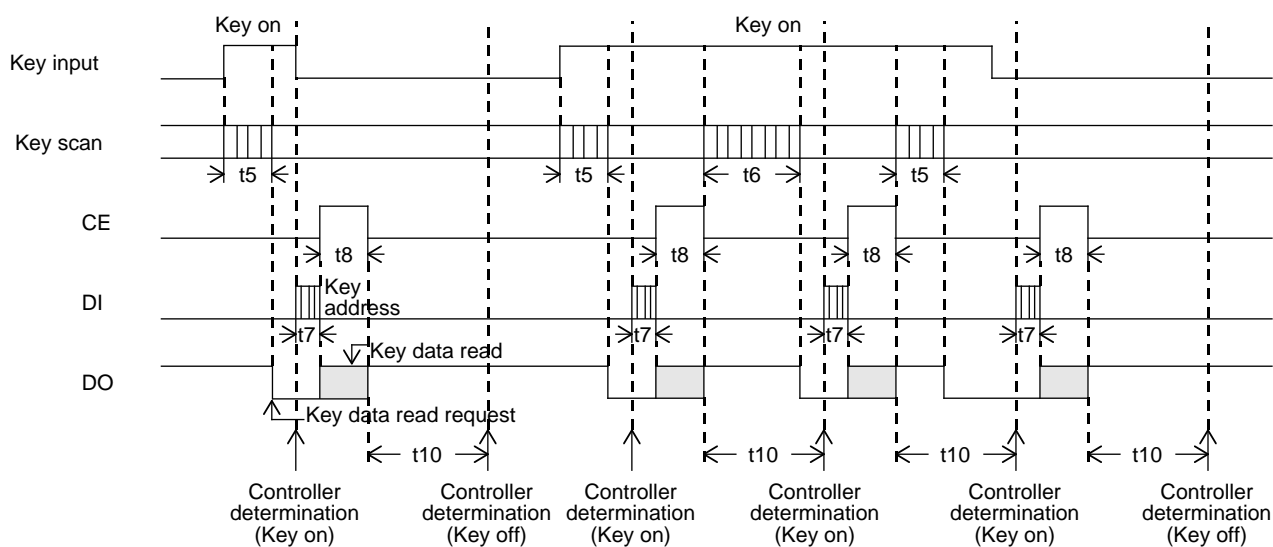 Key on
Key on
Key input
Key scan
t5
t5
t6
t5
CE
t8
t8
t8
t8
DI
Key
address
t7
t7
t7
t7
Key data read
DO
Key data read request
t10
t10
t10
t10
Controller
determination
(Key on)
Controller
determination
(Key off)
Controller
determination
(Key on)
Controller
determination
(Key on)
Controller
determination
(Key on)
Controller
determination
(Key off)